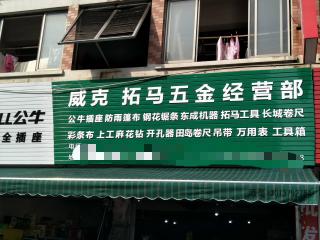 LL公牛
全插座
威克 拓马五金经营部
公牛插座 防雨篷布 钢花锯条 东成机器 拓马工具 长城卷尺
彩条布 上工麻花钻 开孔器 田岛卷尺 吊带 万用表 工具箱